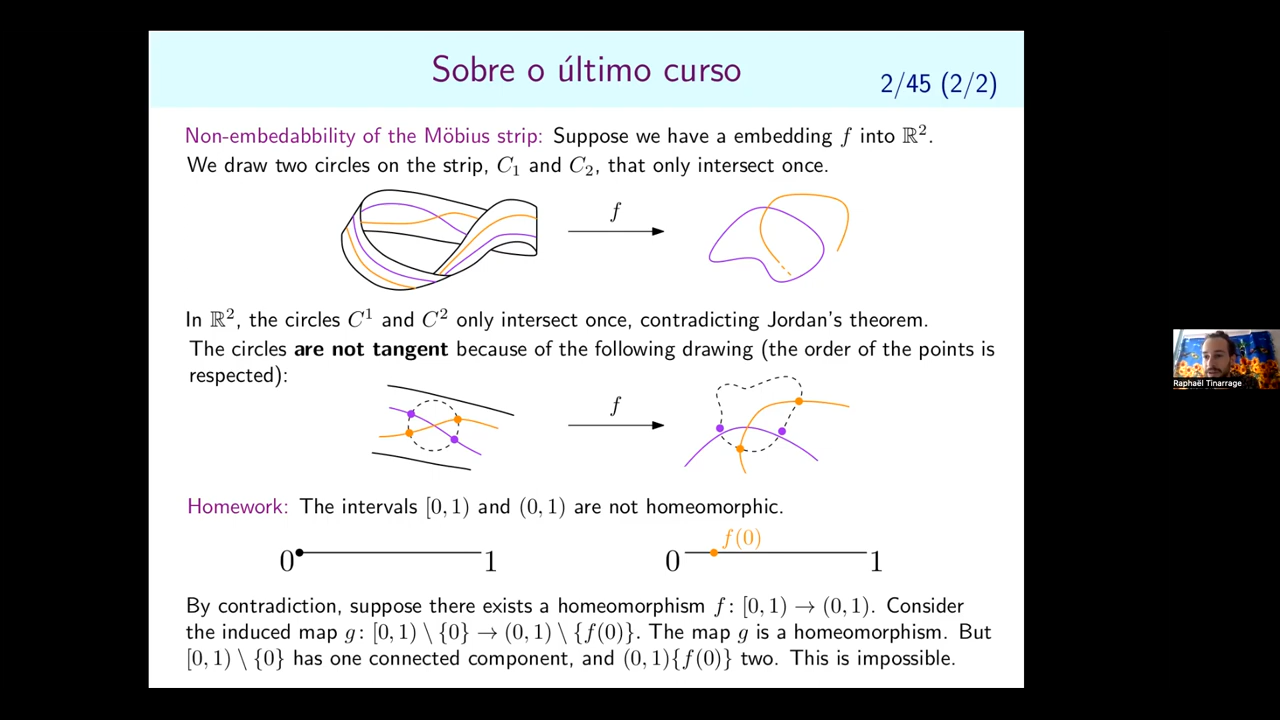 Sobre o último curso
2/45 (2/2)
Non-embedabbility of the Möbius strip: Suppose we have a embedding f into ℝ².
We draw two circles on the strip, C₁ and C₂, that only intersect once.
f
In ℝ², the circles C¹ and C² only intersect once, contradicting Jordan's theorem.
The circles are not tangent because of the following drawing (the order of the points is
respected):
f
Homework: The intervals [0, 1) and (0, 1) are not homeomorphic.
f(0)
0 1 0 1
By contradiction, suppose there exists a homeomorphism f: [0, 1) → (0, 1). Consider
the induced map g: [0, 1) \ {0} → (0, 1) \ {f(0)}. The map g is a homeomorphism. But
[0, 1) \ {0} has one connected component, and (0, 1){f(0)} two. This is impossible.
Raphaël Tinarrage